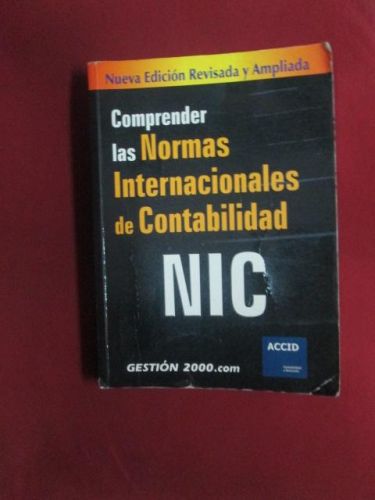 Nueva Edición Revisada y Ampliada
Comprender
las Normas
Internacionales
de Contabilidad
NIC
ACCID
GESTIÓN 2000.com